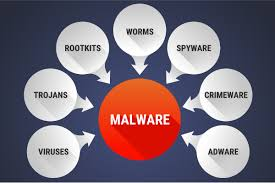 WORMS
ROOTKITS
SPYWARE
TROJANS
CRIMEWARE
MALWARE
VIRUSES
ADWARE